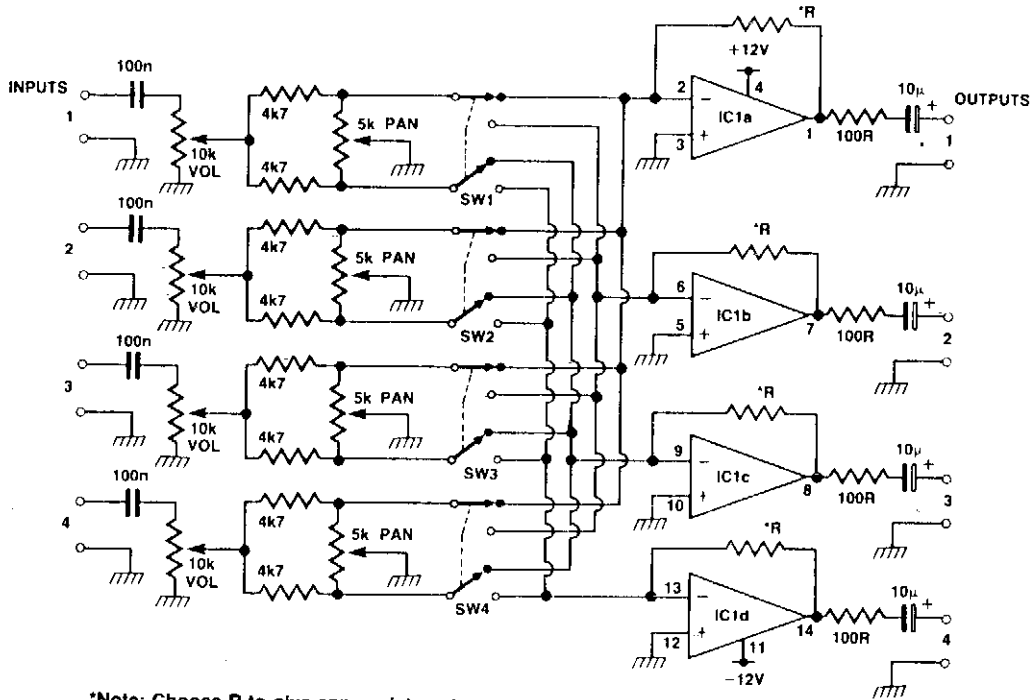 INPUTS
1
100n
10k
VOL
4k7
4k7
5k PAN
SW1
2
100n
10k
VOL
4k7
4k7
5k PAN
SW2
3
100n
10k
VOL
4k7
4k7
5k PAN
SW3
4
100n
10k
VOL
4k7
4k7
5k PAN
SW4
*R
+12V
4
2
−
IC1a
+
3
1
100R
10μ
+
OUTPUTS
1
*R
6
−
IC1b
5
+
7
100R
10μ
+
2
*R
9
−
IC1c
10
+
8
100R
10μ
+
3
*R
13
−
IC1d
12
+
14
11
−12V
100R
10μ
+
4
*Note: Choose R to give